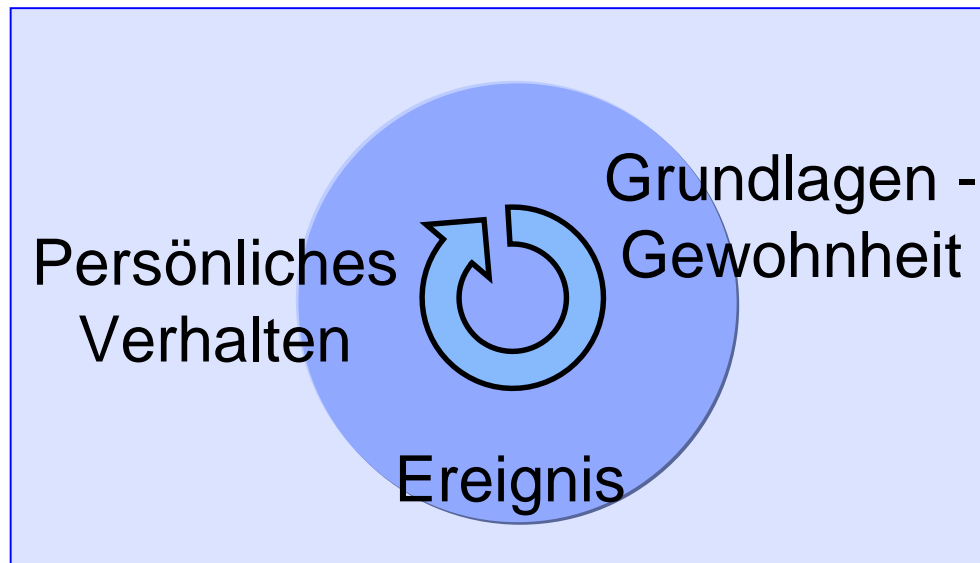 Grundlagen -
Gewohnheit
Persönliches
Verhalten
Ereignis